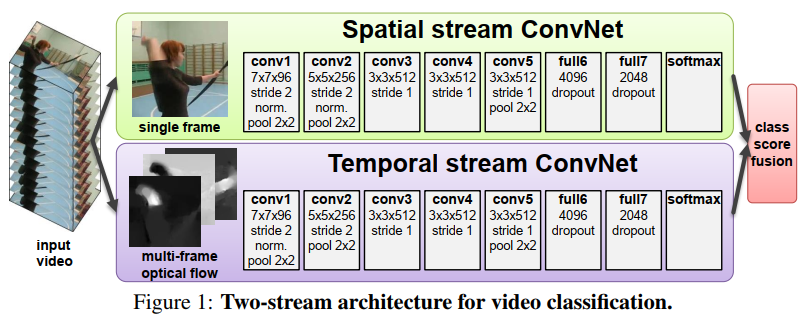 Spatial stream ConvNet
conv1
7x7x96
stride 2
norm.
pool 2x2
conv2
5x5x256
stride 2
norm.
pool 2x2
conv3
3x3x512
stride 1
conv4
3x3x512
stride 1
conv5
3x3x512
stride 1
pool 2x2
full6
4096
dropout
full7
2048
dropout
softmax
single frame
Temporal stream ConvNet
conv1
7x7x96
stride 2
norm.
pool 2x2
conv2
5x5x256
stride 2
pool 2x2
conv3
3x3x512
stride 1
conv4
3x3x512
stride 1
conv5
3x3x512
stride 1
pool 2x2
full6
4096
dropout
full7
2048
dropout
softmax
input
video
multi-frame
optical flow
class
score
fusion
Figure 1: Two-stream architecture for video classification.